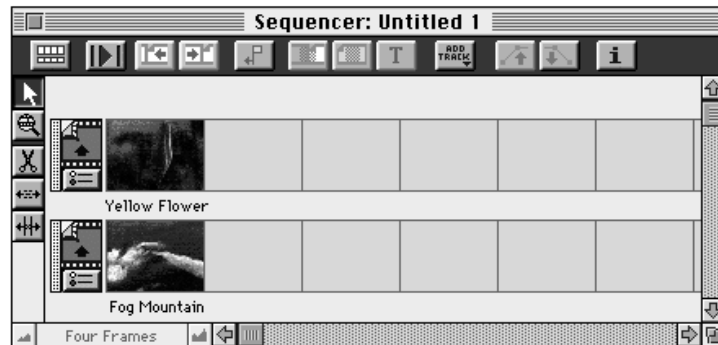 Sequencer: Untitled 1
T
ADD
TRACK
i
Yellow Flower
Fog Mountain
Four Frames